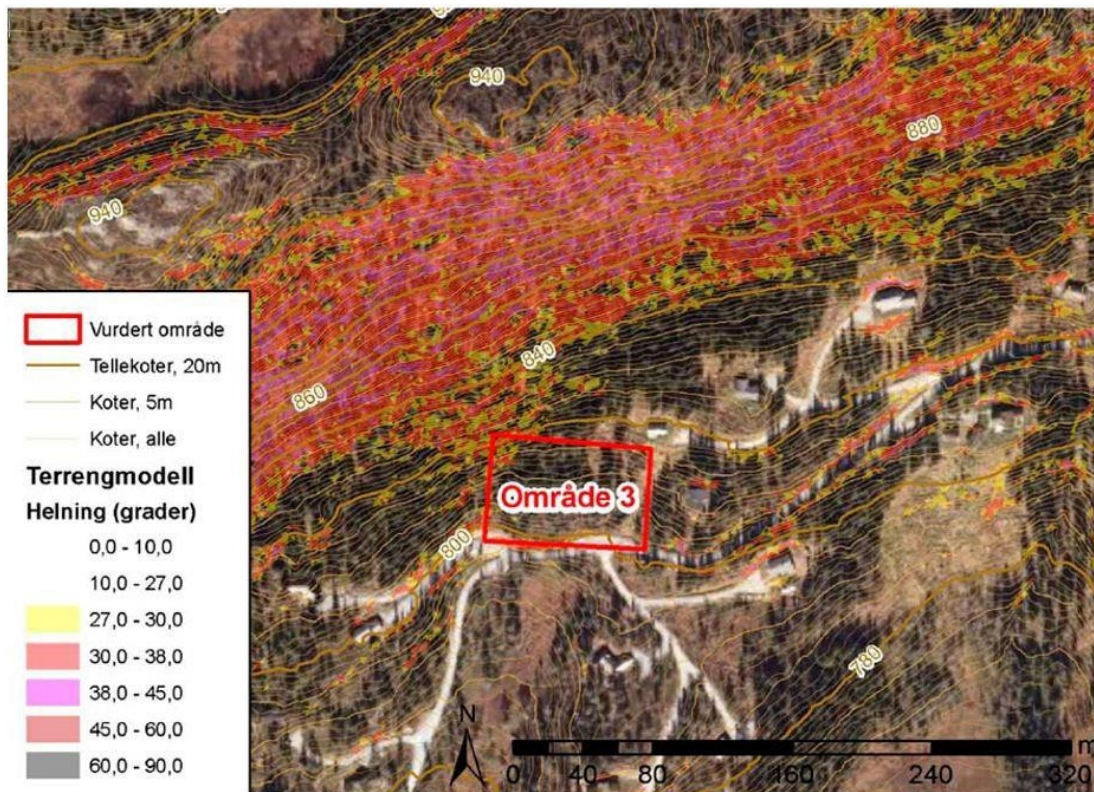 940
880
940
840
860
Område 3
800
780
Vurdert område
Tellekoter, 20m
Koter, 5m
Koter, alle
Terrengmodell
Helning (grader)
0,0 - 10,0
10,0 - 27,0
27,0 - 30,0
30,0 - 38,0
38,0 - 45,0
45,0 - 60,0
60,0 - 90,0
N
m
0 40 80 160 240 320